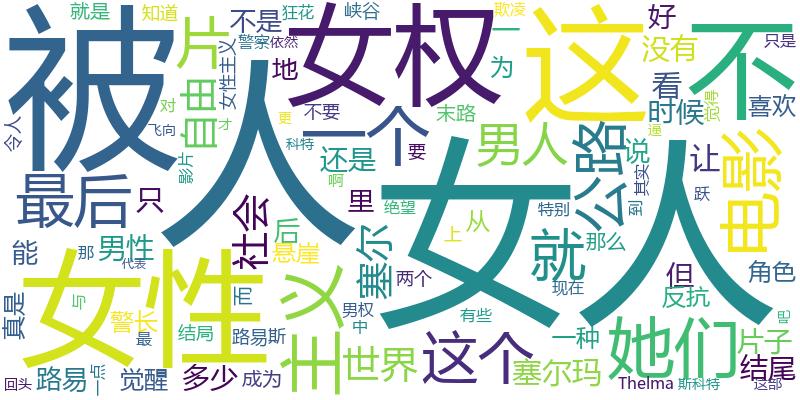 就是 知道 不是 狂花 峡谷 欺凌 好 只是
被 片 女权 警察 依然 一 这 没有 不
女性主义 地 为 看
对 自由 不要 末路 时候 觉得 喜欢
令人 飞向 才 人 一个 更 公路
影片 科特 男人 说 逼 让 电影
最后 只 还是 要 女人 其实
啊 里 绝望 特别 到 跃
社会 后 从 就 那么
能 那 男性 悬崖 塞尔 上 但 角色
女性 代表 而 两个 现在 反抗
真是 与 主义 男权 有些 吧
警长 结局 中 这个 一种 她们 片子
最 路易斯 世界 结尾
路易 一点 觉醒 多少 塞尔玛
回头 成为 Thelma 斯科特 这部